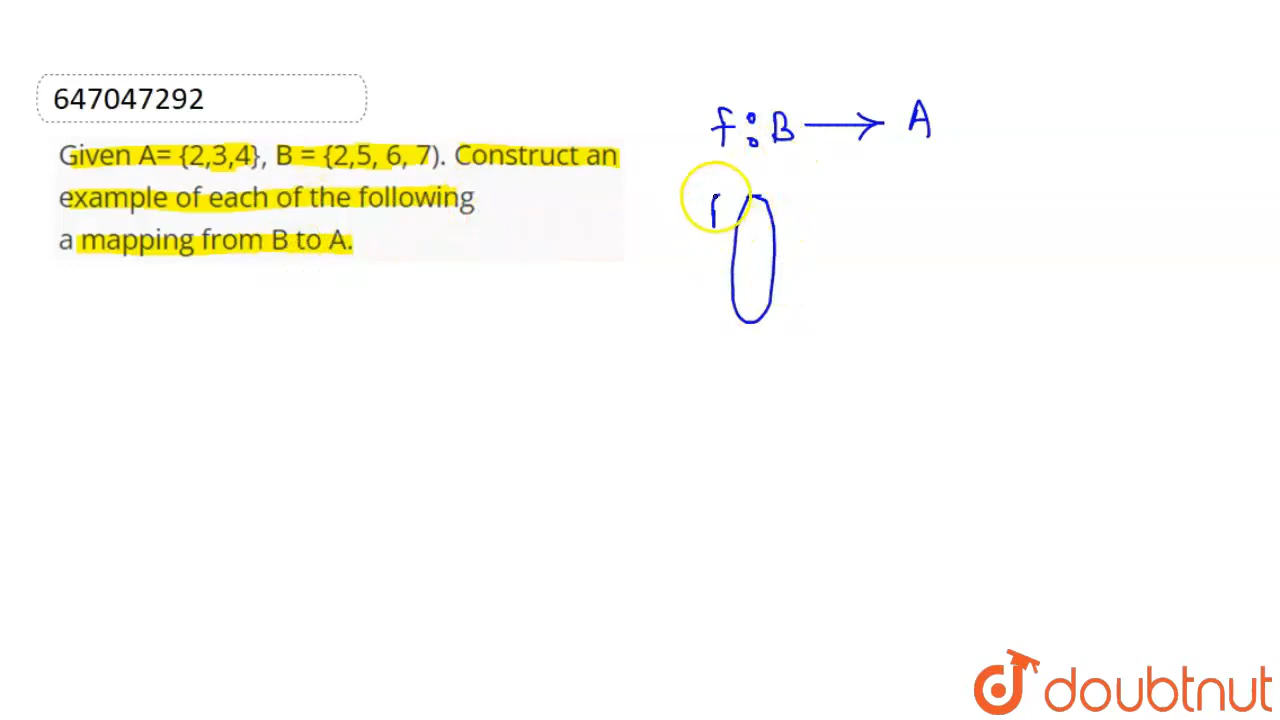 647047292
Given A= {2,3,4}, B = {2,5, 6, 7). Construct an
example of each of the following
a mapping from B to A.
f : B → A
doubtnut